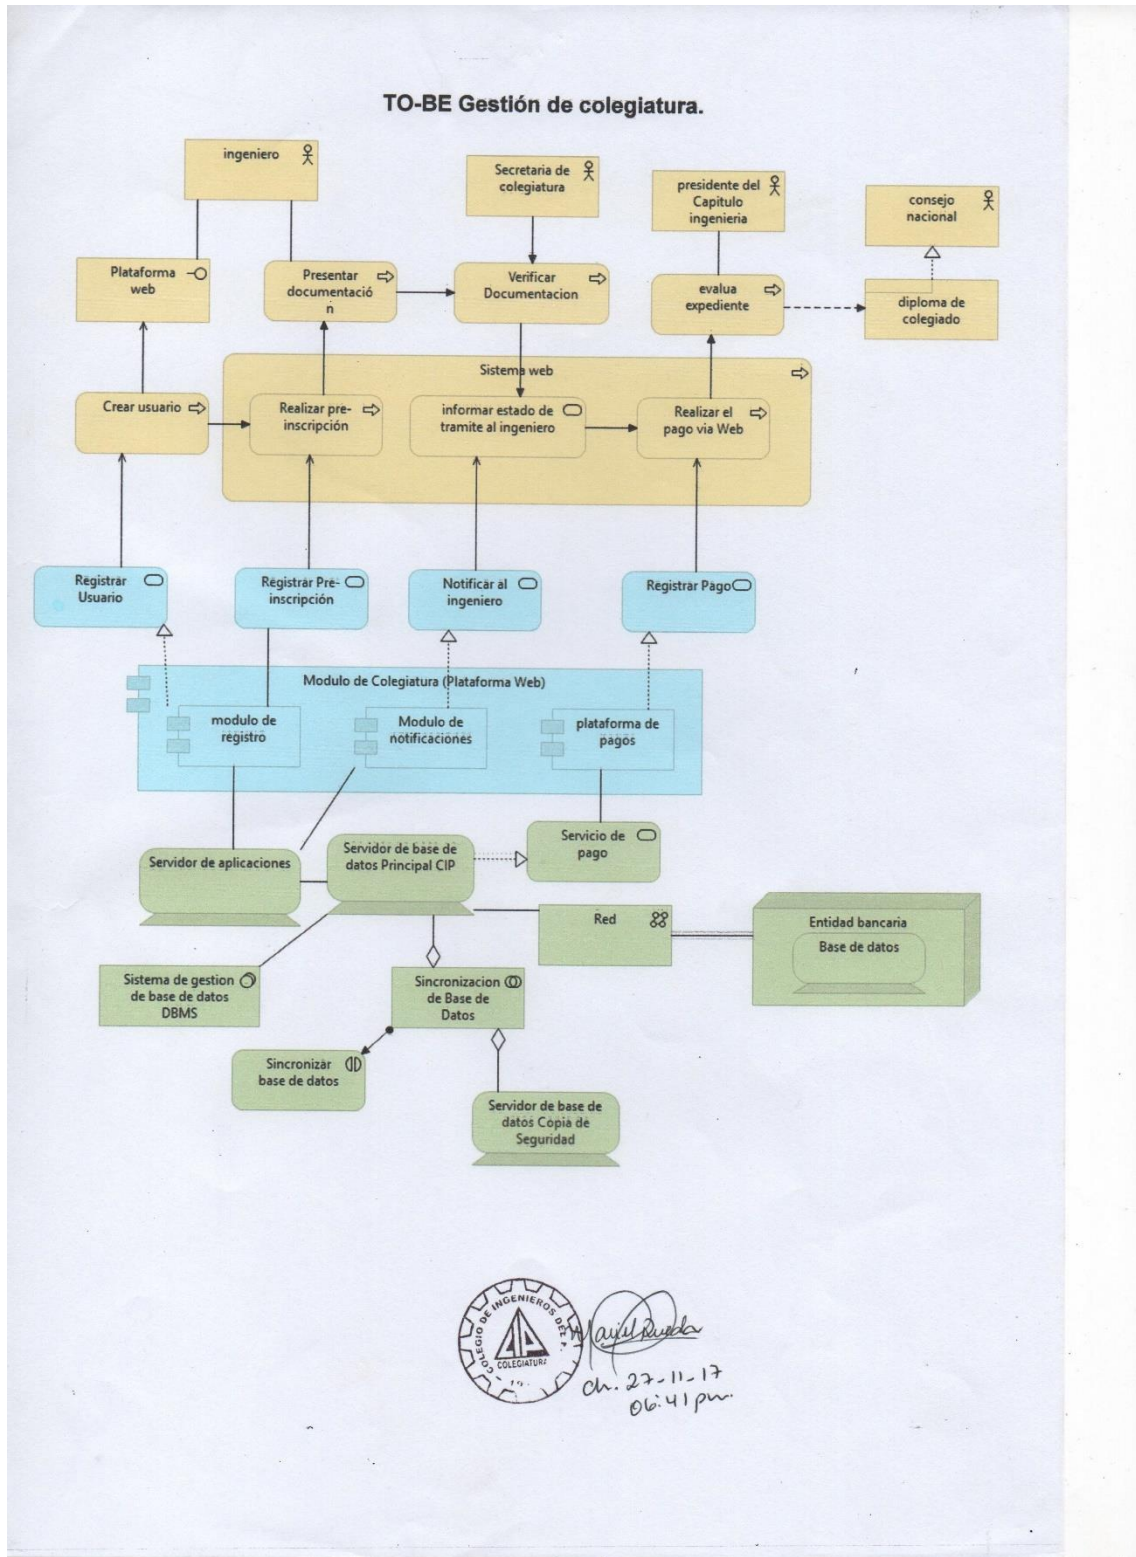 TO-BE Gestión de colegiatura.
ingeniero
Secretaria de
colegiatura
presidente del
Capitulo
ingenieria
consejo
nacional
Plataforma
web
Presentar
documentació
n
Verificar
Documentacion
evalua
expediente
diploma de
colegiado
Sistema web
Crear usuario
Realizar pre-
inscripción
informar estado de
tramite al ingeniero
Realizar el
pago via Web
Registrar
Usuario
Registrar Pre-
inscripción
Notificar al
ingeniero
Registrar Pago
Modulo de Colegiatura (Plataforma Web)
modulo de
registro
Modulo de
notificaciones
plataforma de
pagos
Servidor de aplicaciones
Servidor de base de
datos Principal CIP
Servicio de
pago
Red
Entidad bancaria
Base de datos
Sistema de gestion
de base de datos
DBMS
Sincronizacion
de Base de
Datos
Sincronizar
base de datos
Servidor de base de
datos Copia de
Seguridad
COLEGIO DE INGENIEROS DEL P.
CIP
COLEGIATURA
Ch. 27-11-17
06:41 pm.